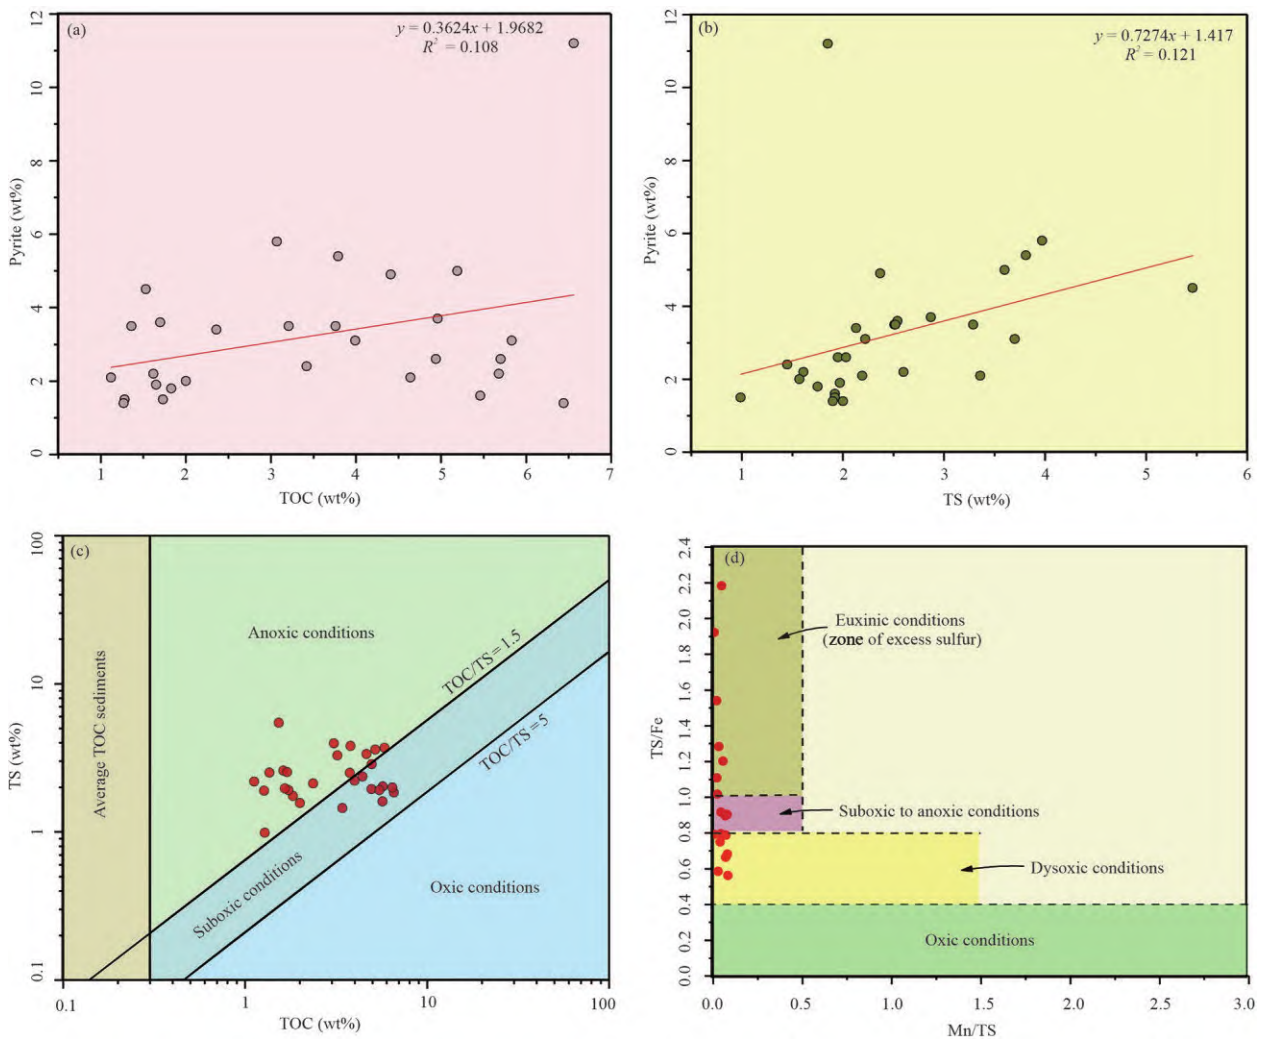 (a)
y = 0.3624x + 1.9682
R² = 0.108
12
10
8
6
4
2
0
Pyrite (wt%)
1
2
3
4
5
6
7
TOC (wt%)
(b)
y = 0.7274x + 1.417
R² = 0.121
12
10
8
6
4
2
0
Pyrite (wt%)
1
2
3
4
5
6
TS (wt%)
(c)
100
10
1
0.1
TS (wt%)
Average TOC sediments
Anoxic conditions
TOC/TS = 1.5
TOC/TS = 5
Suboxic conditions
Oxic conditions
0.1
1
10
100
TOC (wt%)
(d)
2.4
2.2
2.0
1.8
1.6
1.4
1.2
1.0
0.8
0.6
0.4
0.2
0.0
TS/Fe
Euxinic conditions
(zone of excess sulfur)
Suboxic to anoxic conditions
Dysoxic conditions
Oxic conditions
0.0
0.5
1.0
1.5
2.0
2.5
3.0
Mn/TS